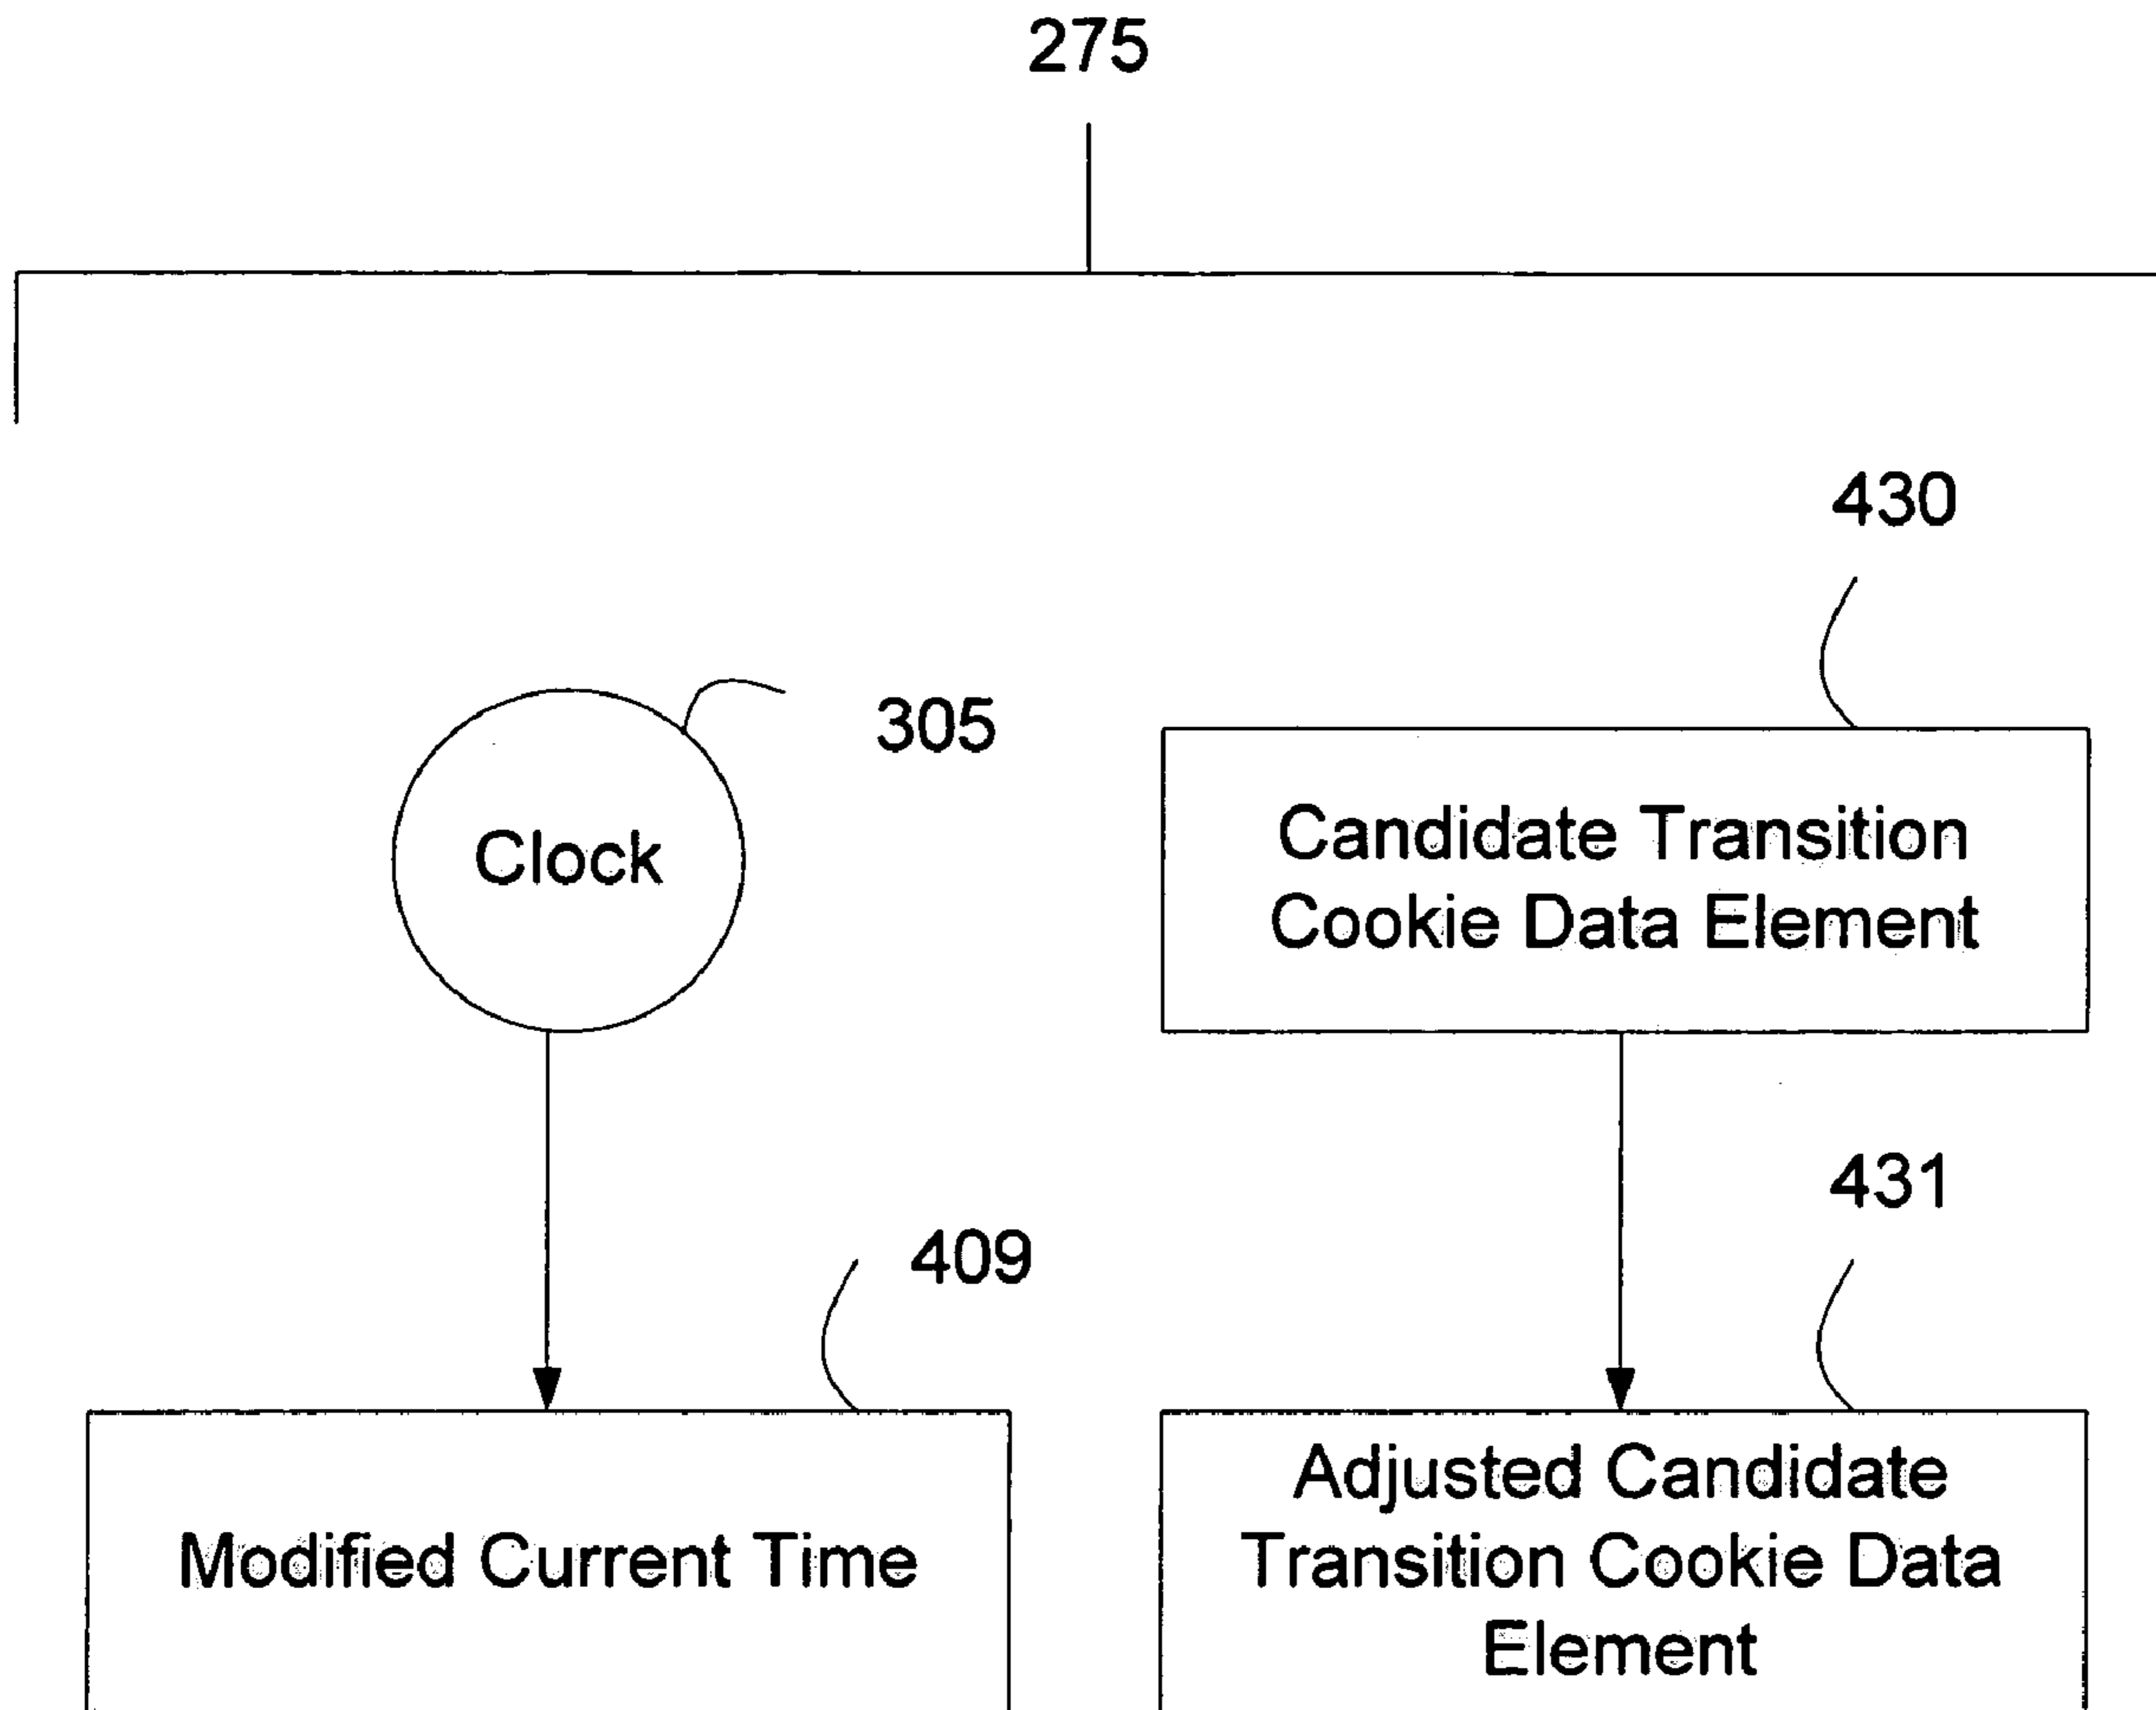 275
430
305
Clock
Candidate Transition
Cookie Data Element
431
409
Modified Current Time
Adjusted Candidate
Transition Cookie Data
Element